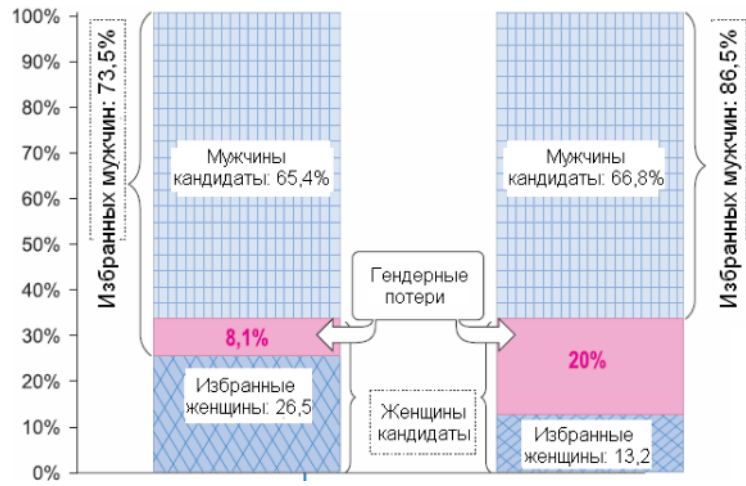 100%
90%
80%
70%
60%
50%
40%
30%
20%
10%
0%
Избранных мужчин: 73,5%
Мужчины
кандидаты: 65,4%
8,1%
Избранные
женщины: 26,5
Гендерные
потери
Женщины
кандидаты
Мужчины
кандидаты: 66,8%
20%
Избранные
женщины: 13,2
Избранных мужчин: 86,5%